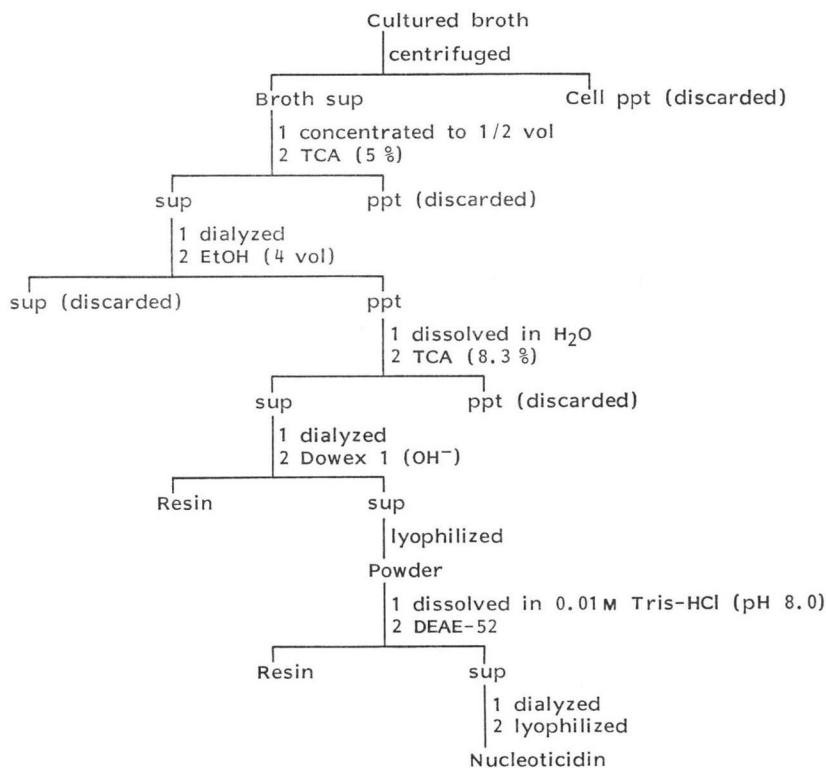 Cultured broth
centrifuged
Broth sup
Cell ppt (discarded)
1 concentrated to 1/2 vol
2 TCA (5 %)
sup
ppt (discarded)
1 dialyzed
2 EtOH (4 vol)
sup (discarded)
ppt
1 dissolved in H₂O
2 TCA (8.3 %)
sup
ppt (discarded)
1 dialyzed
2 Dowex 1 (OH⁻)
Resin
sup
lyophilized
Powder
1 dissolved in 0.01 M Tris-HCl (pH 8.0)
2 DEAE-52
Resin
sup
1 dialyzed
2 lyophilized
Nucleoticidin